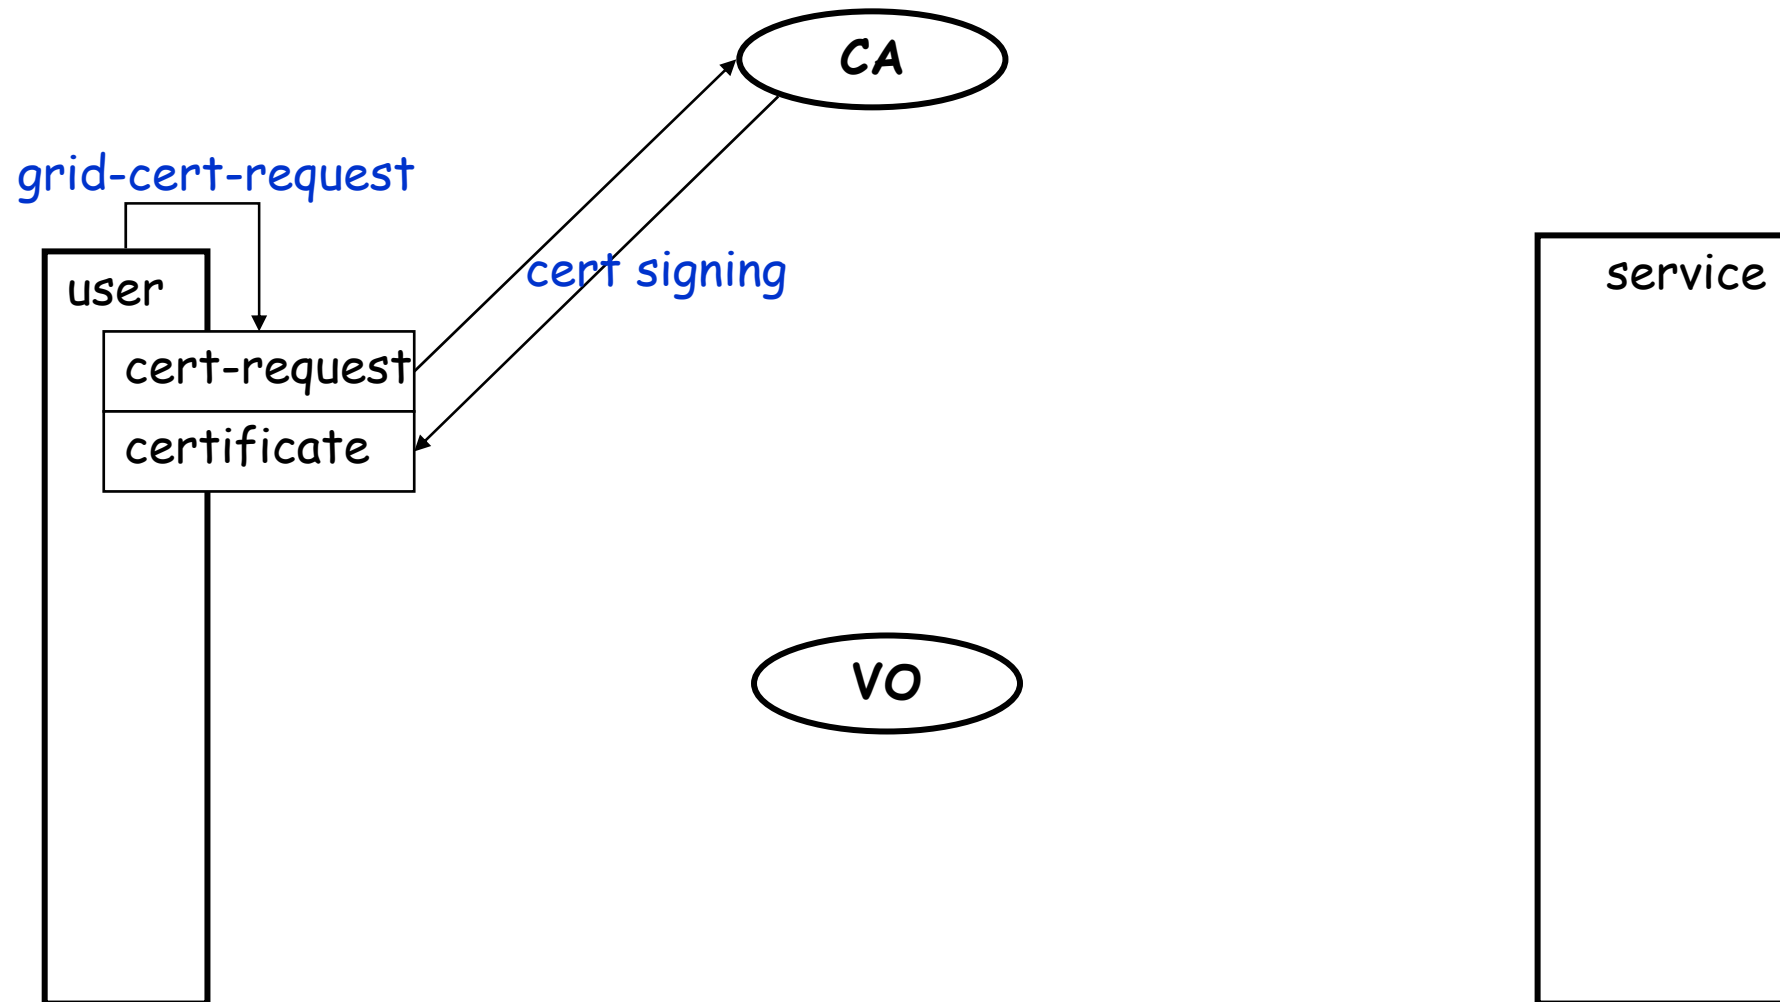 CA
grid-cert-request
cert signing
user
service
cert-request
certificate
VO